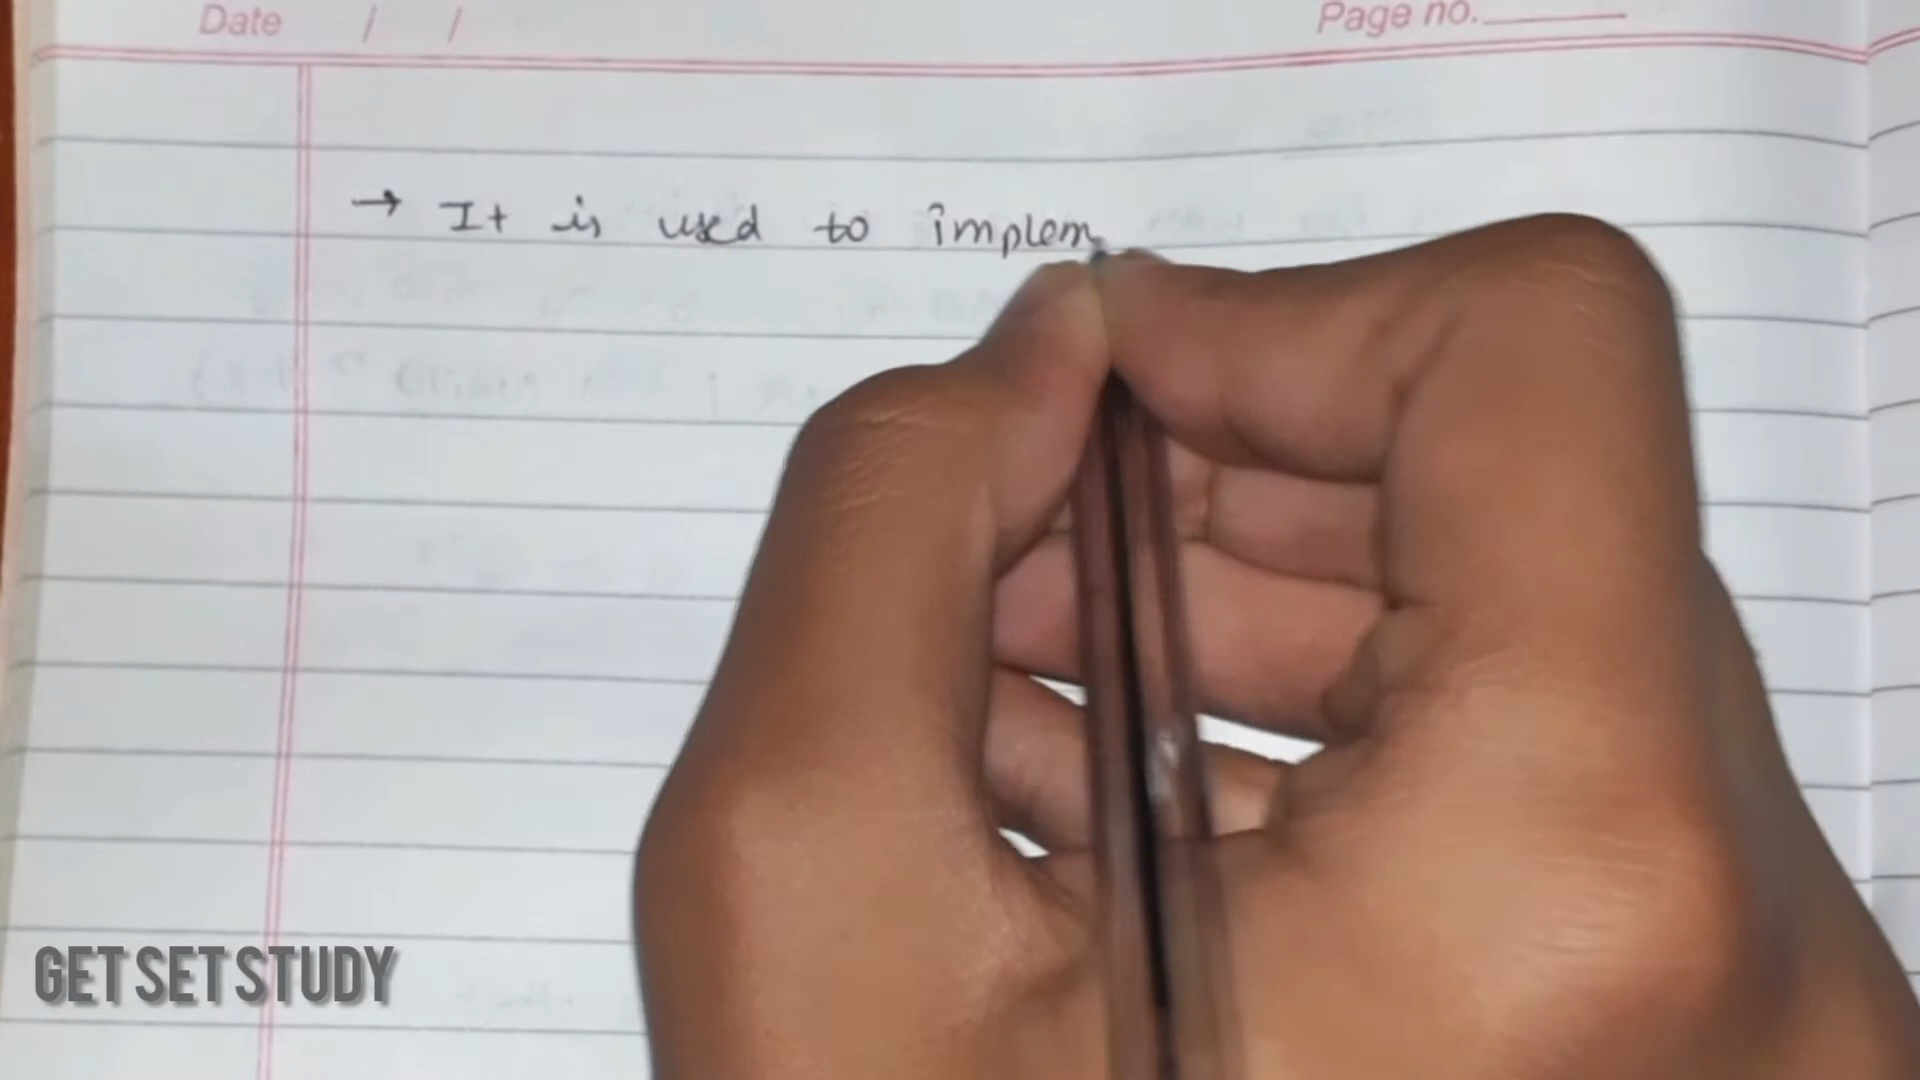 Date / / Page no.
→ It is used to implem
GET SET STUDY